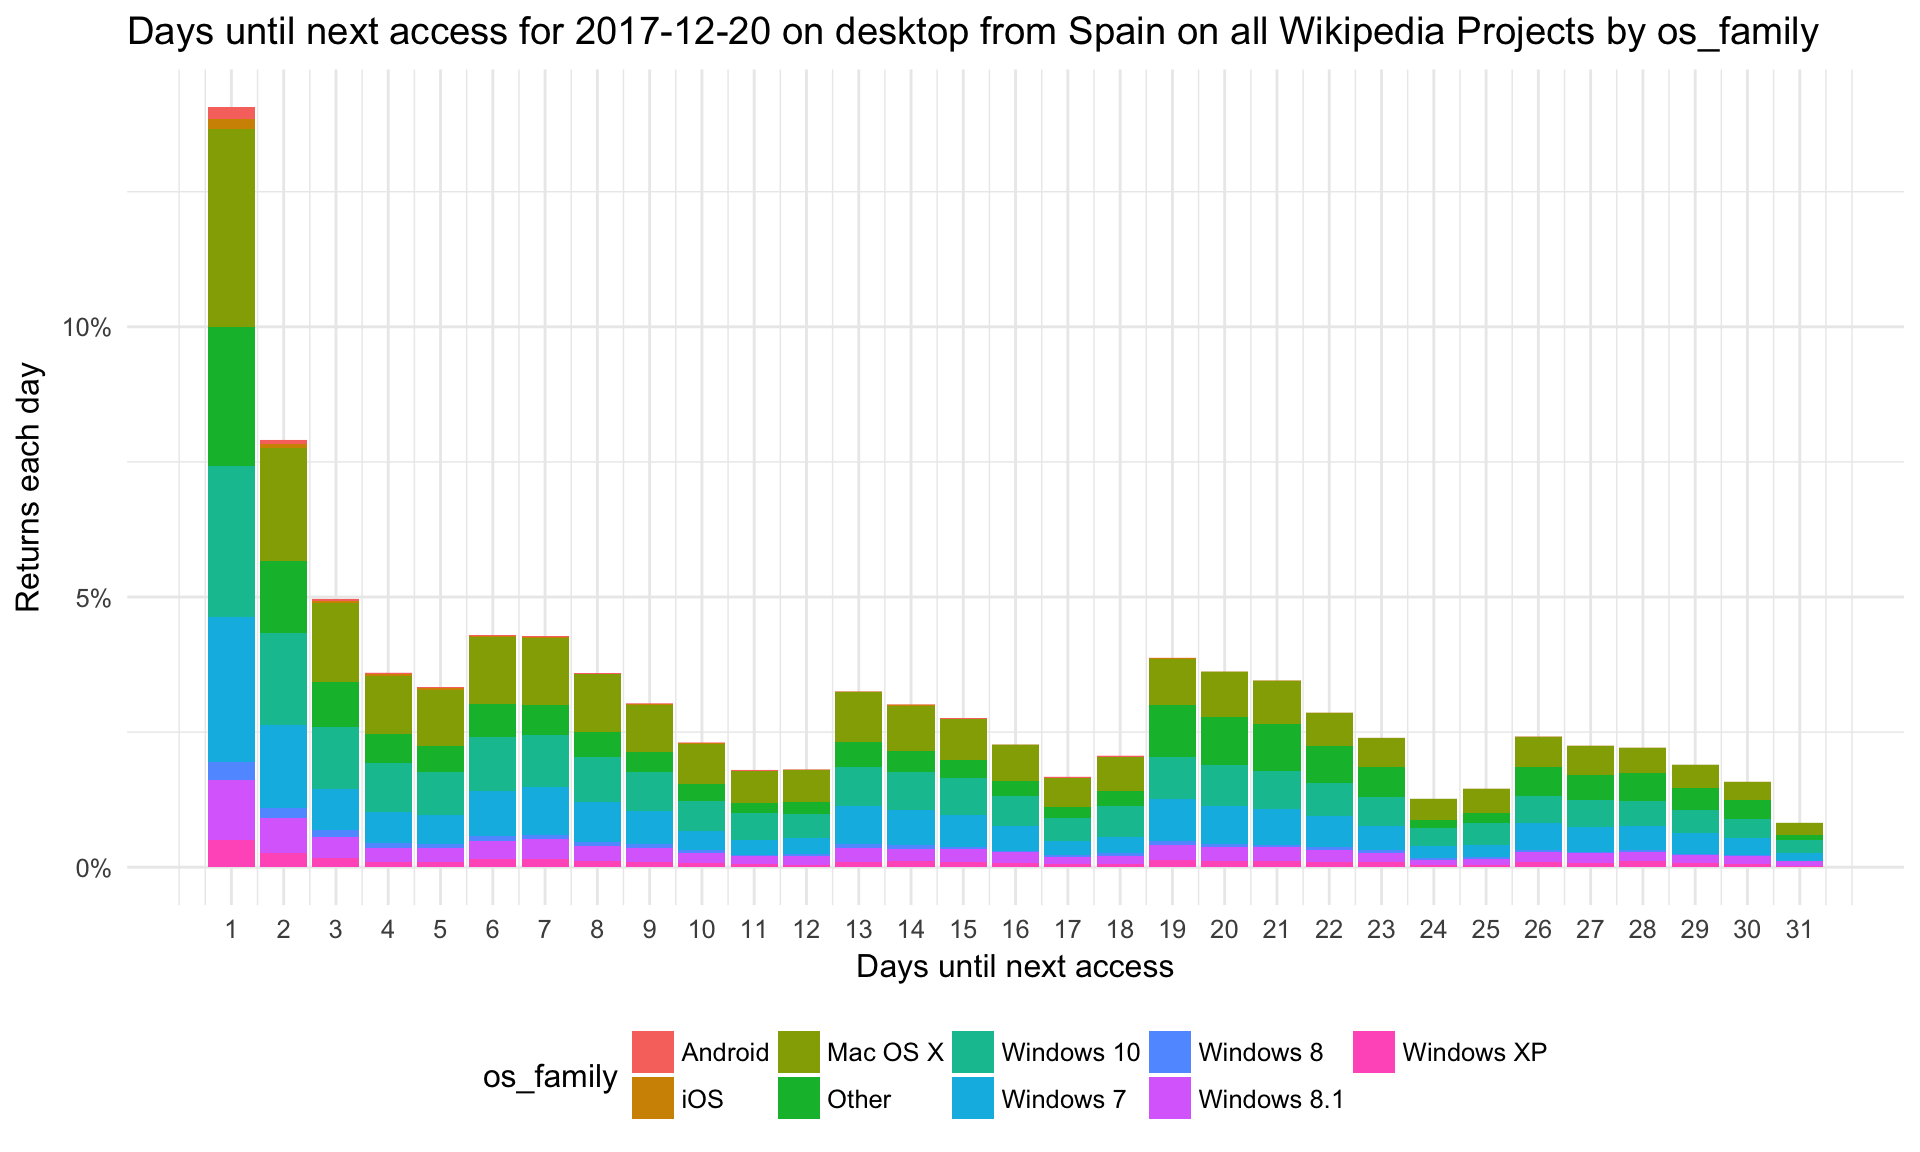 Days until next access for 2017-12-20 on desktop from Spain on all Wikipedia Projects by os_family
Returns each day
10%
5%
0%
1 2 3 4 5 6 7 8 9 10 11 12 13 14 15 16 17 18 19 20 21 22 23 24 25 26 27 28 29 30 31
Days until next access
os_family
Android Mac OS X Windows 10 Windows 8 Windows XP
iOS Other Windows 7 Windows 8.1